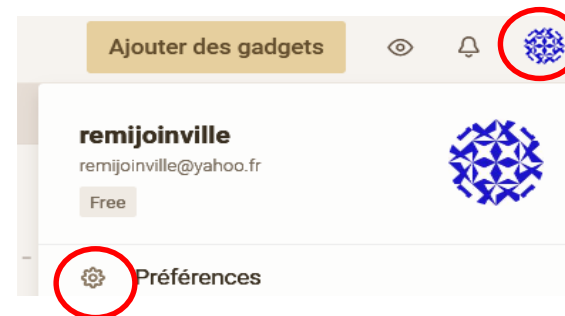 Ajouter des gadgets
remijoinville
remijoinville@yahoo.fr
Free
Préférences